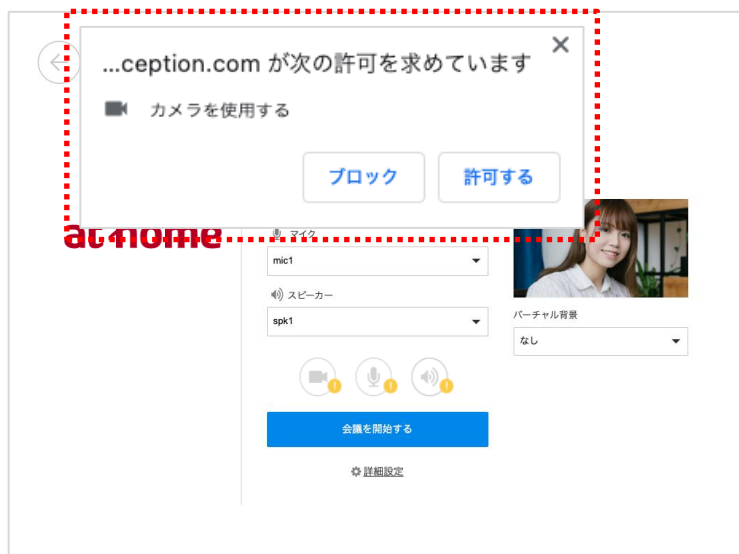 ...ception.com が次の許可を求めています
カメラを使用する
ブロック
許可する
at home
マイク
mic1
スピーカー
spk1
バーチャル背景
なし
会議を開始する
詳細設定